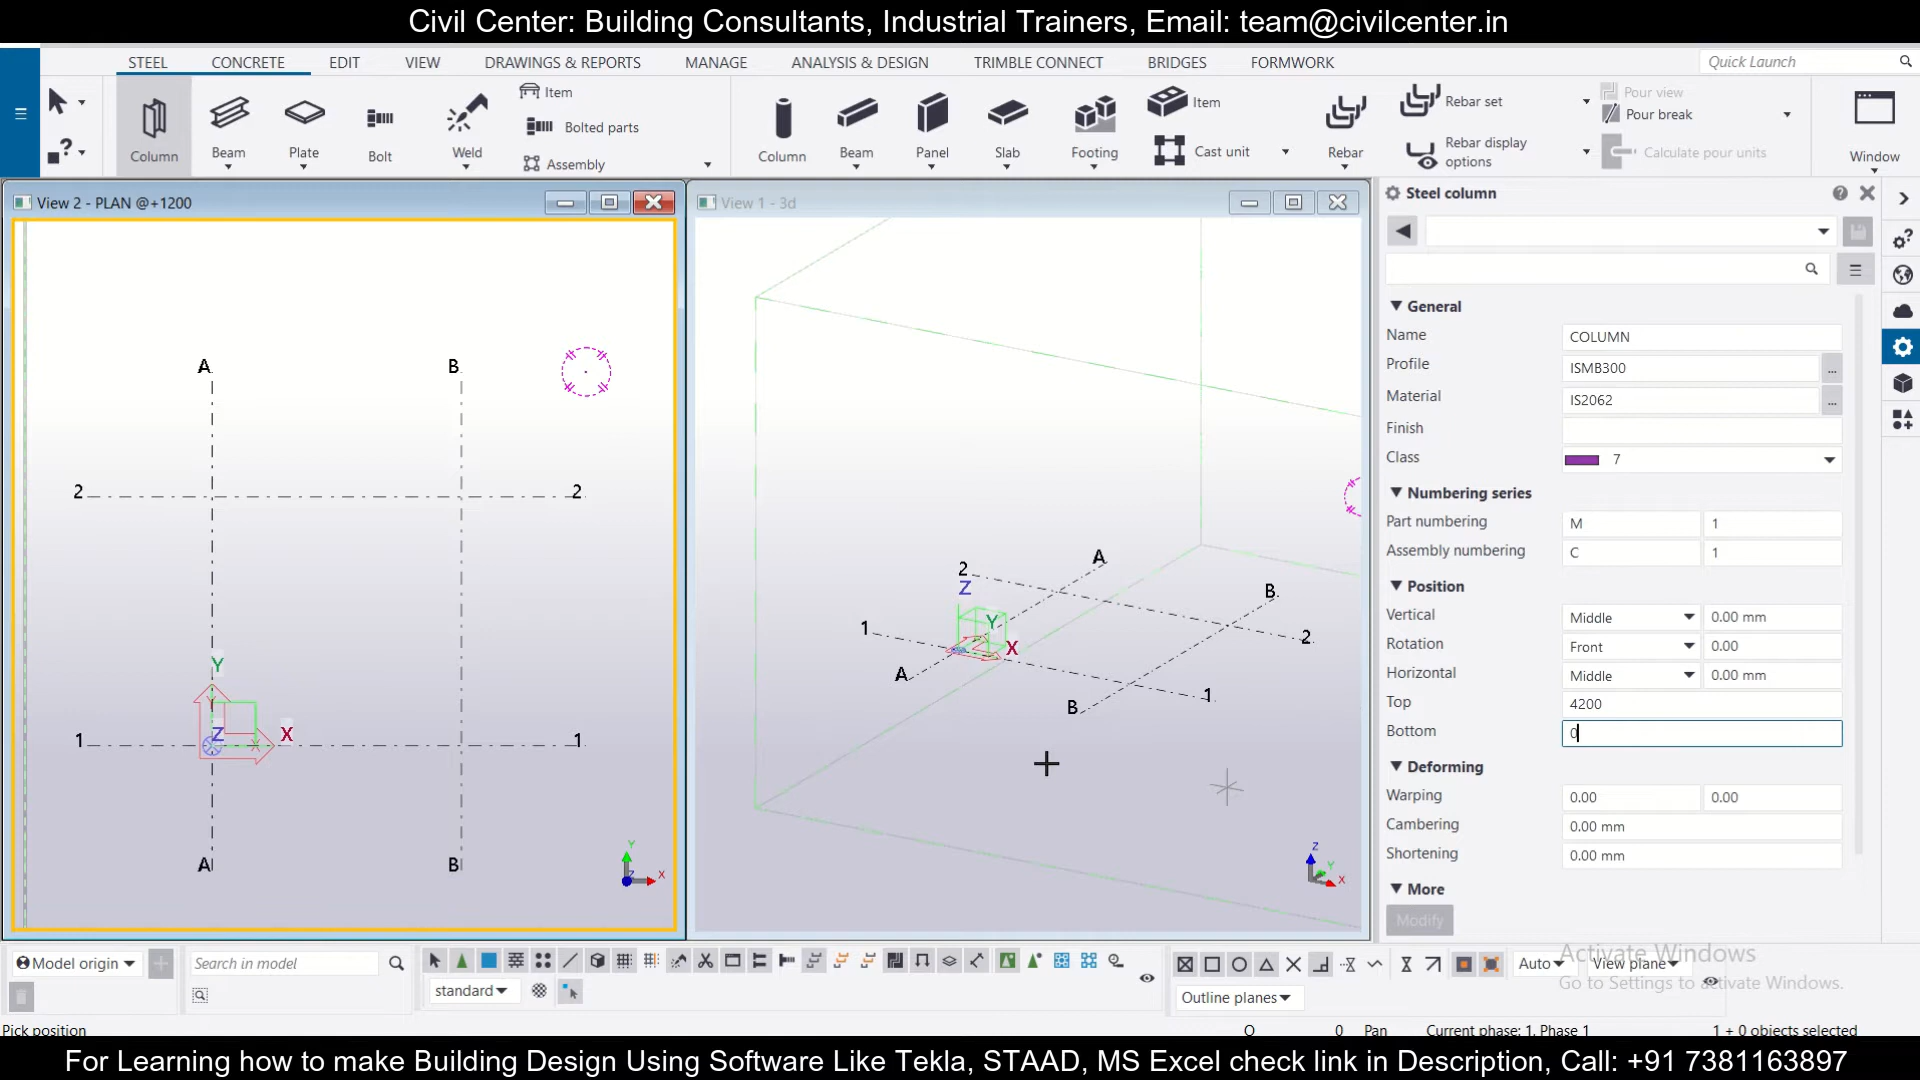 Civil Center: Building Consultants, Industrial Trainers, Email: team@civilcenter.in
STEEL CONCRETE EDIT VIEW DRAWINGS & REPORTS MANAGE ANALYSIS & DESIGN TRIMBLE CONNECT BRIDGES FORMWORK Quick Launch
Column Beam Plate Bolt Weld Item Bolted parts Assembly
Column Beam Panel Slab Footing Item Cast unit
Rebar Rebar set Rebar display options
Pour view
Pour break
Calculate pour units
Window
View 2 - PLAN @+1200
A B
2 2
Y
Z X
1 1
A B
Y
X
View 1 - 3d
A
2
Z
B
Y
1
X
2
A
1
B
Z
Y
X
Steel column
General
Name COLUMN
Profile ISMB300 ...
Material IS2062 ...
Finish
Class 7
Numbering series
Part numbering M 1
Assembly numbering C 1
Position
Vertical Middle 0.00 mm
Rotation Front 0.00
Horizontal Middle 0.00 mm
Top 4200
Bottom 0
Deforming
Warping 0.00 0.00
Cambering 0.00 mm
Shortening 0.00 mm
More
Modify
Activate Windows
Go to Settings to activate Windows.
Model origin Search in model
standard
Auto View plane
Outline planes
Pick position O 0 Pan Current phase: 1, Phase 1 1 + 0 objects selected
For Learning how to make Building Design Using Software Like Tekla, STAAD, MS Excel check link in Description, Call: +91 7381163897